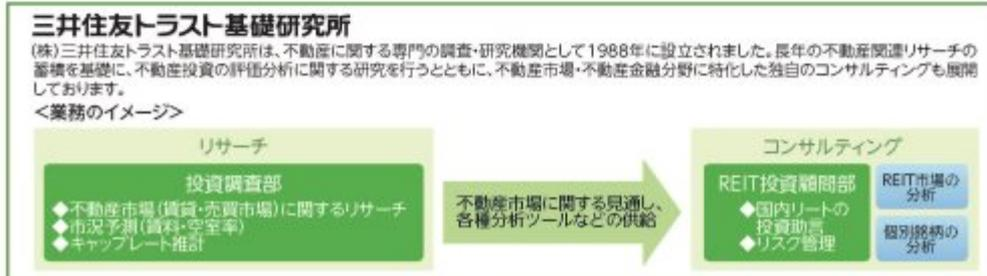 三井住友トラスト基礎研究所
(株)三井住友トラスト基礎研究所は、不動産に関する専門の調査・研究機関として1988年に設立されました。長年の不動産関連リサーチの
蓄積を基礎に、不動産投資の評価分析に関する研究を行うとともに、不動産市場・不動産金融分野に特化した独自のコンサルティングも展開
しております。
<業務のイメージ>
リサーチ
投資調査部
◆不動産市場(賃貸・売買市場)に関するリサーチ
◆市況予測(賃料・空室率)
◆キャップレート推計
不動産市場に関する見通し、
各種分析ツールなどの供給
コンサルティング
REIT投資顧問部
◆国内リートの
投資助言
◆リスク管理
REIT市場の
分析
個別銘柄の
分析